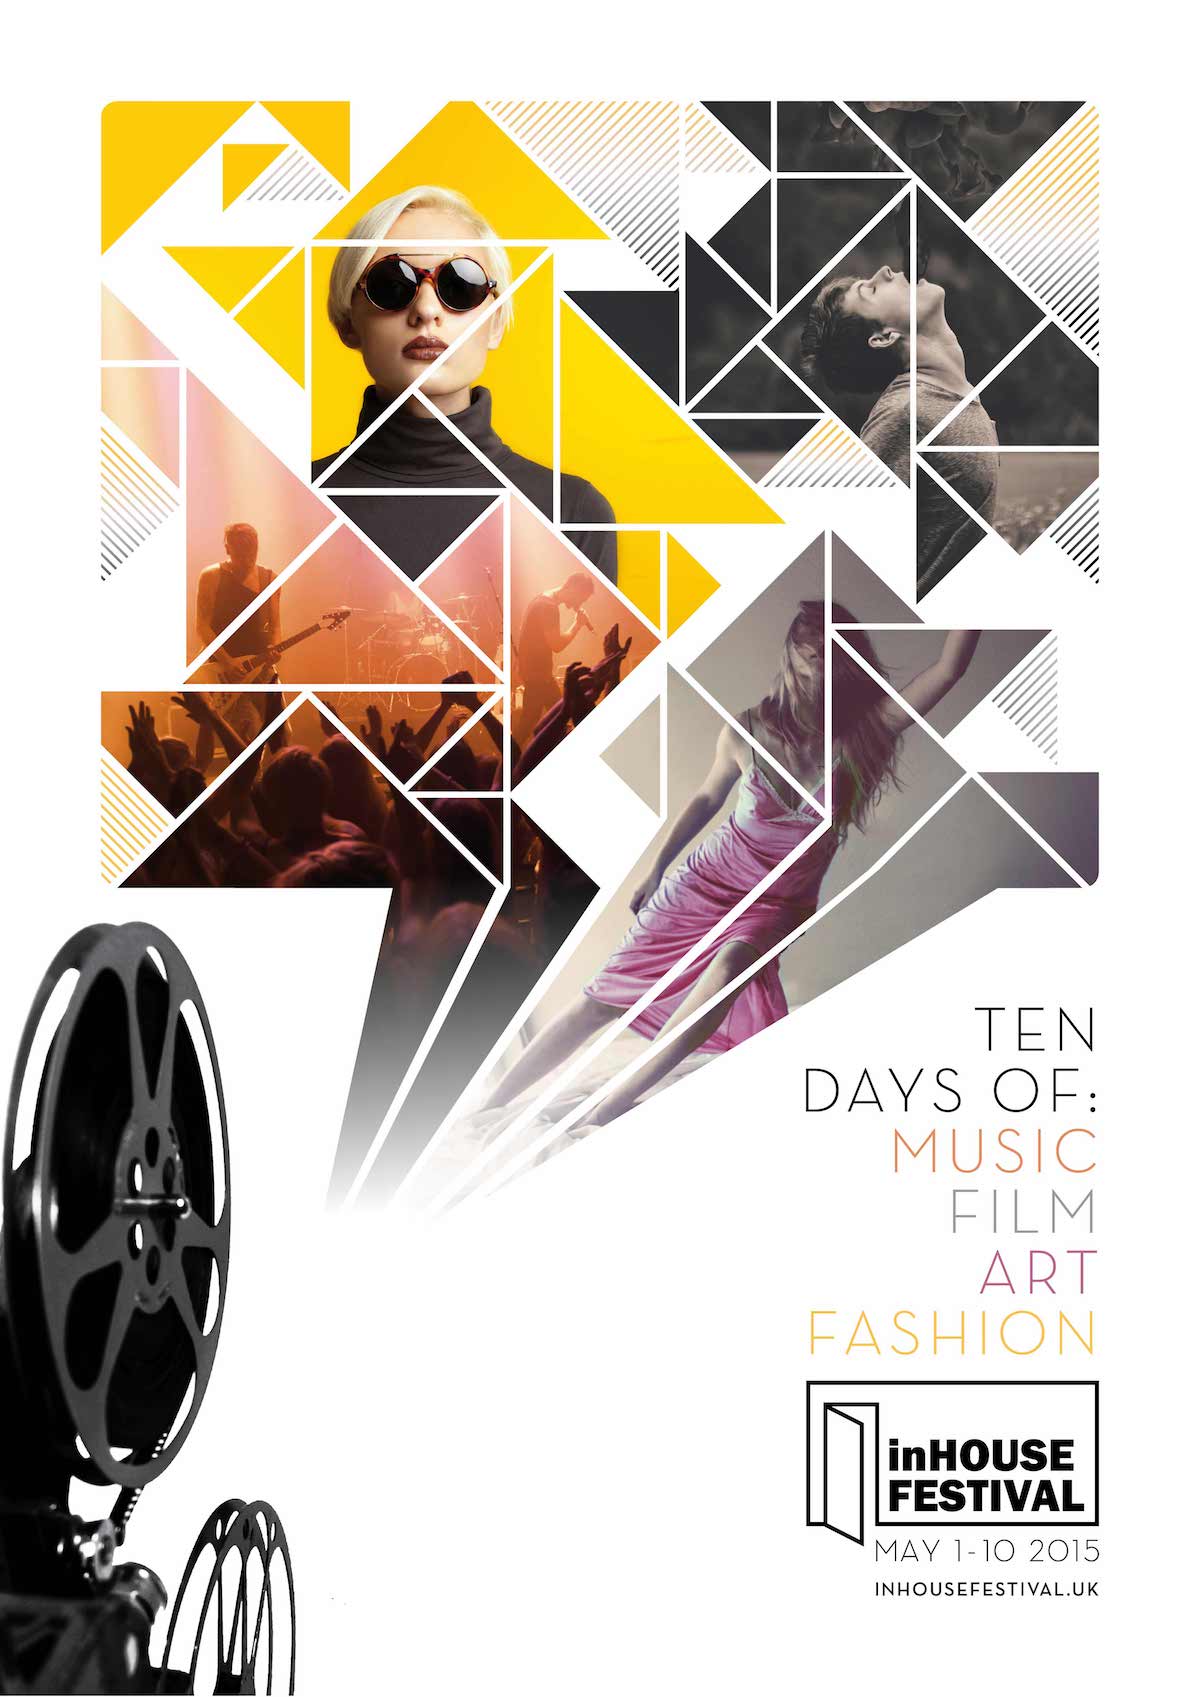 TEN
DAYS OF:
MUSIC
FILM
ART
FASHION
inHOUSE
FESTIVAL
MAY 1-10 2015
INHOUSEFESTIVAL.UK